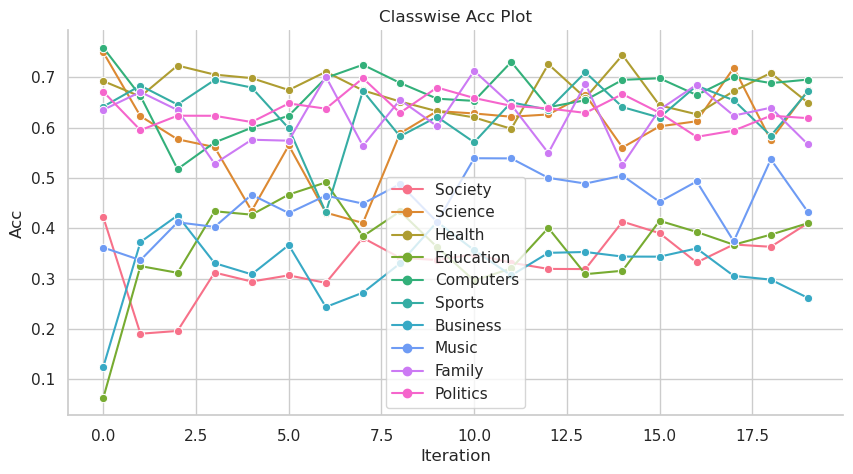 Classwise Acc Plot
0.7
0.6
0.5
0.4
0.3
0.2
0.1
Acc
Society
Science
Health
Education
Computers
Sports
Business
Music
Family
Politics
0.0 2.5 5.0 7.5 10.0 12.5 15.0 17.5
Iteration